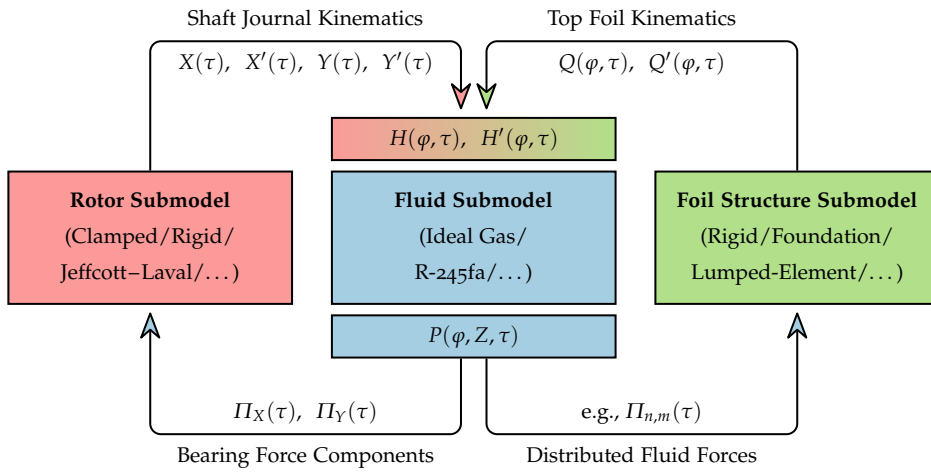 Shaft Journal Kinematics
Top Foil Kinematics
X(τ), X′(τ), Y(τ), Y′(τ)
Q(φ,τ), Q′(φ,τ)
H(φ,τ), H′(φ,τ)
Rotor Submodel
(Clamped/Rigid/
Jeffcott–Laval/...)
Fluid Submodel
(Ideal Gas/
R-245fa/...)
Foil Structure Submodel
(Rigid/Foundation/
Lumped-Element/...)
P(φ,Z,τ)
Π_X(τ), Π_Y(τ)
e.g., Π_{n,m}(τ)
Bearing Force Components
Distributed Fluid Forces